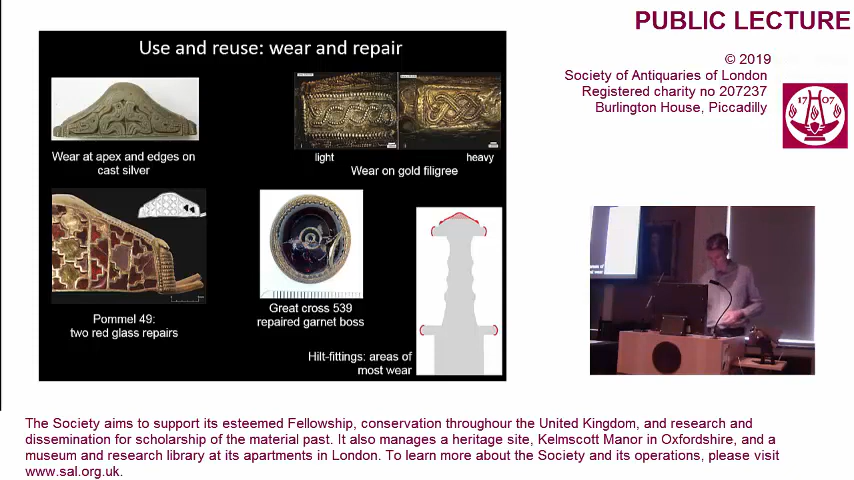 PUBLIC LECTURE
© 2019
Society of Antiquaries of London
Registered charity no 207237
Burlington House, Piccadilly
17 07
Use and reuse: wear and repair
Wear at apex and edges on
cast silver
light
heavy
Wear on gold filigree
Pommel 49:
two red glass repairs
Great cross 539
repaired garnet boss
Hilt-fittings: areas of
most wear
The Society aims to support its esteemed Fellowship, conservation throughour the United Kingdom, and research and
dissemination for scholarship of the material past. It also manages a heritage site, Kelmscott Manor in Oxfordshire, and a
museum and research library at its apartments in London. To learn more about the Society and its operations, please visit
www.sal.org.uk.